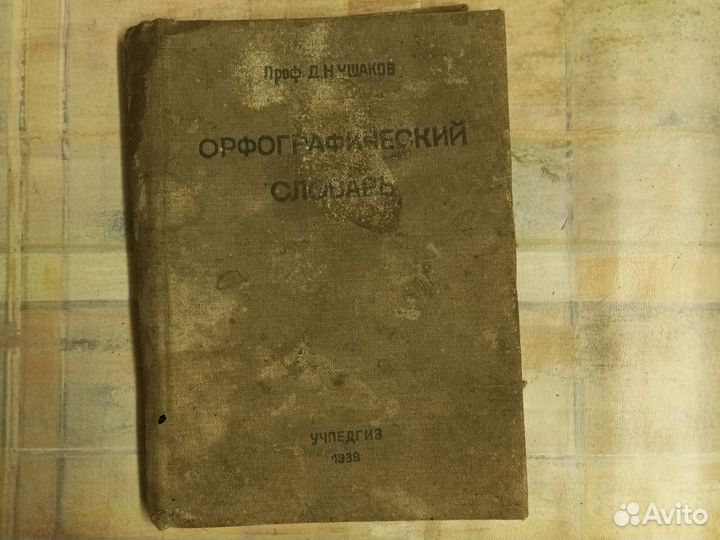 Проф. Д.Н.УШАКОВ
ОРФОГРАФИЧЕСКИЙ
СЛОВАРЬ
УЧПЕДГИЗ
1939
Avito